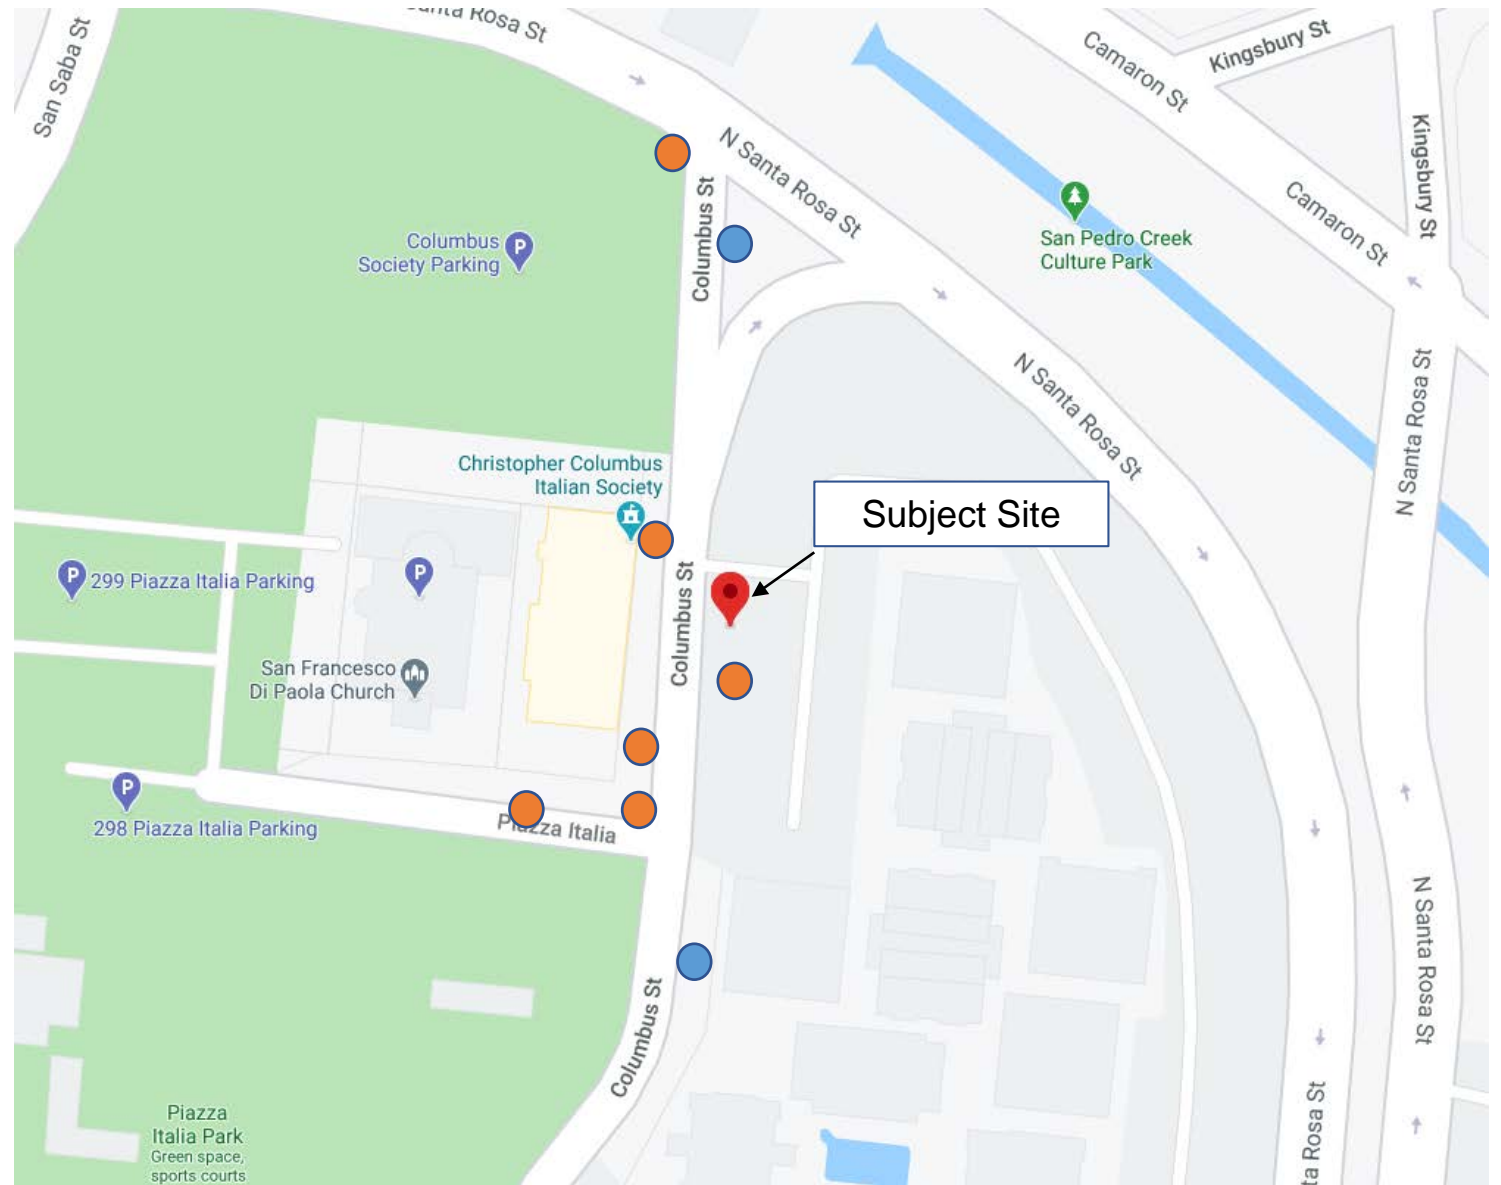 Santa Rosa St
San Saba St
Camaron St
Kingsbury St
Kingsbury St
N Santa Rosa St
Columbus St
Camaron St
San Pedro Creek
Culture Park
Columbus
Society Parking
N Santa Rosa St
N Santa Rosa St
Christopher Columbus
Italian Society
Subject Site
P
P
P
P
299 Piazza Italia Parking
Columbus St
San Francesco
Di Paola Church
298 Piazza Italia Parking
Piazza Italia
N Santa Rosa St
Columbus St
ta Rosa St
Piazza
Italia Park
Green space,
sports courts